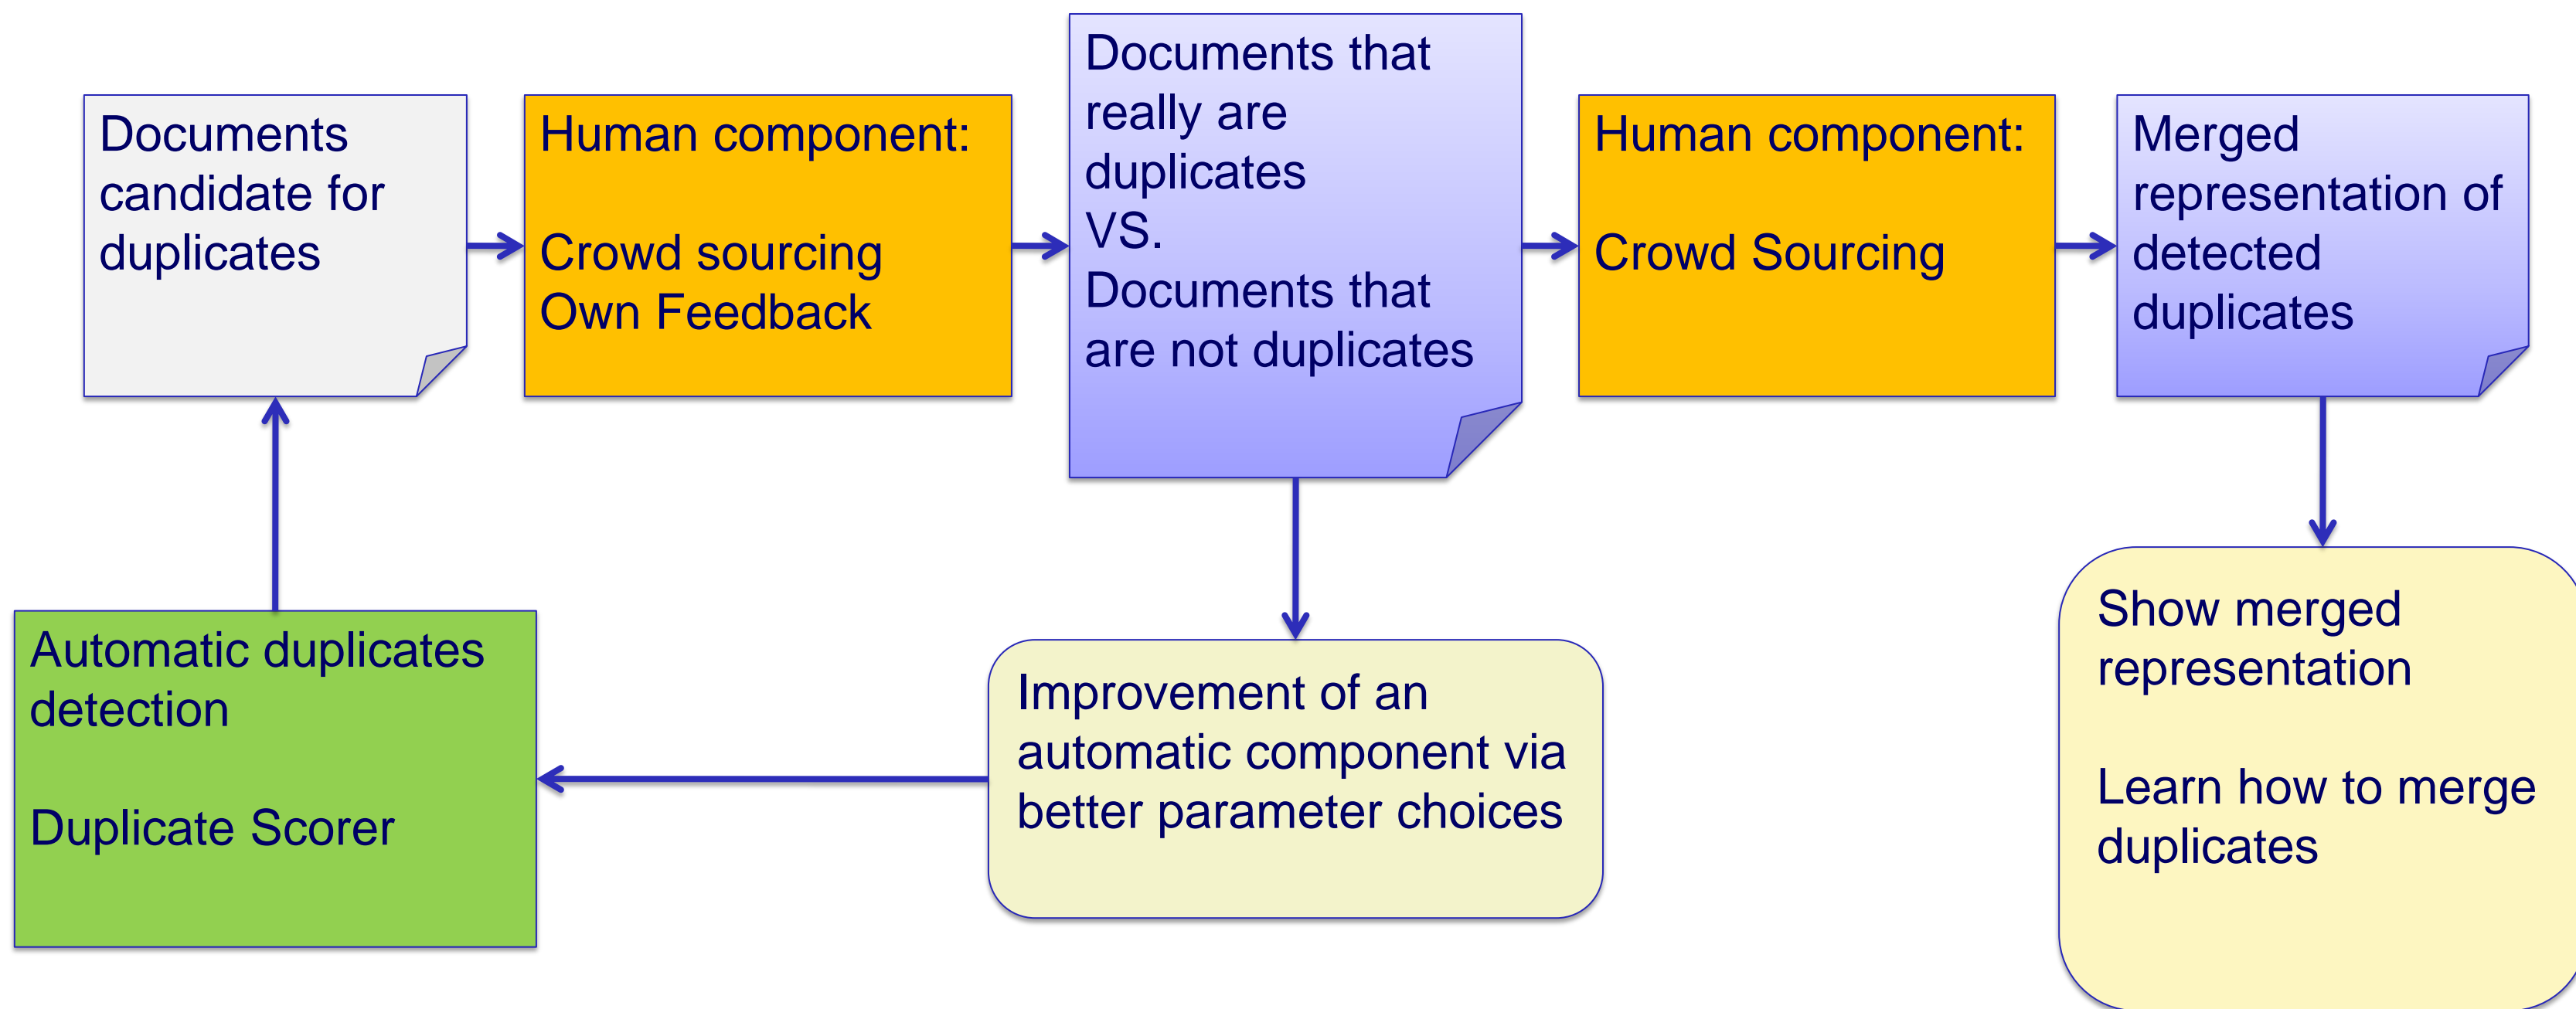 Documents
candidate for
duplicates
Human component:
Crowd sourcing
Own Feedback
Documents that
really are
duplicates
VS.
Documents that
are not duplicates
Human component:
Crowd Sourcing
Merged
representation of
detected
duplicates
Automatic duplicates
detection
Duplicate Scorer
Improvement of an
automatic component via
better parameter choices
Show merged
representation
Learn how to merge
duplicates